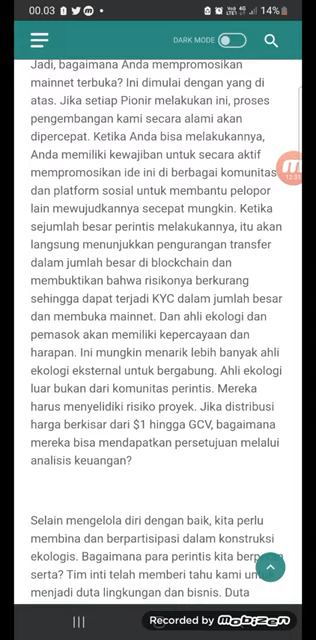 00.03
14%
DARK MODE
Jadi, bagaimana Anda mempromosikan
mainnet terbuka? Ini dimulai dengan yang di
atas. Jika setiap Pionir melakukan ini, proses
pengembangan kami secara alami akan
dipercepat. Ketika Anda bisa melakukannya,
Anda memiliki kewajiban untuk secara aktif
mempromosikan ide ini di berbagai komunitas
dan platform sosial untuk membantu pelopor
lain mewujudkannya secepat mungkin. Ketika
sejumlah besar perintis melakukannya, itu akan
langsung menunjukkan pengurangan transfer
dalam jumlah besar di blockchain dan
membuktikan bahwa risikonya berkurang
sehingga dapat terjadi KYC dalam jumlah besar
dan membuka mainnet. Dan ahli ekologi dan
pemasok akan memiliki kepercayaan dan
harapan. Ini mungkin menarik lebih banyak ahli
ekologi eksternal untuk bergabung. Ahli ekologi
luar bukan dari komunitas perintis. Mereka
harus menyelidiki risiko proyek. Jika distribusi
harga berkisar dari $1 hingga GCV, bagaimana
mereka bisa mendapatkan persetujuan melalui
analisis keuangan?
Selain mengelola diri dengan baik, kita perlu
membina dan berpartisipasi dalam konstruksi
ekologis. Bagaimana para perintis kita
serta? Tim inti telah memberi tahu kami
menjadi duta lingkungan dan bisnis. Duta
Recorded by mobizen